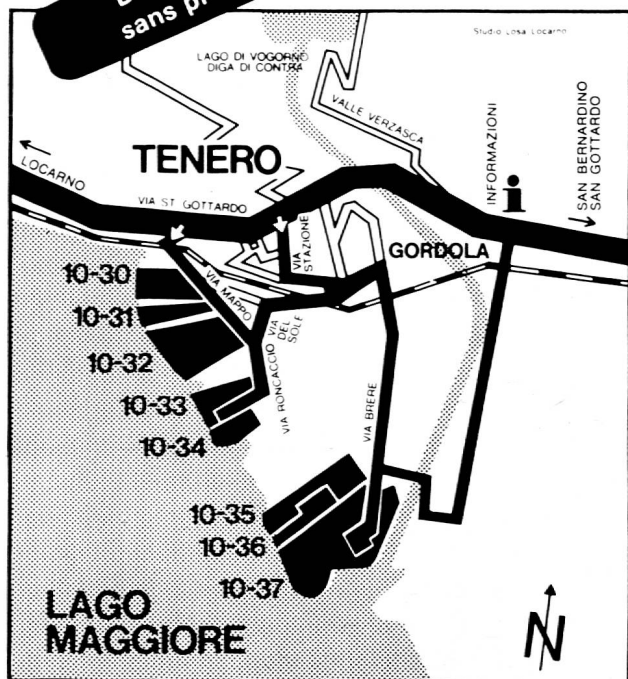 sans
Studio Losa Locarno
LAGO DI VOGORNO
DIGA DI CONTRA
VALLE VERZASCA
INFORMAZIONI
i
SAN BERNARDINO
SAN GOTTARDO
TENERO
LOCARNO
VIA ST. GOTTARDO
VIA STAZIONE
GORDOLA
10-30
VIA MAPPO
10-31
VIA DEL SOLE
10-32
VIA RONCACCIO
VIA BRERE
10-33
10-34
10-35
10-36
10-37
LAGO
MAGGIORE
N